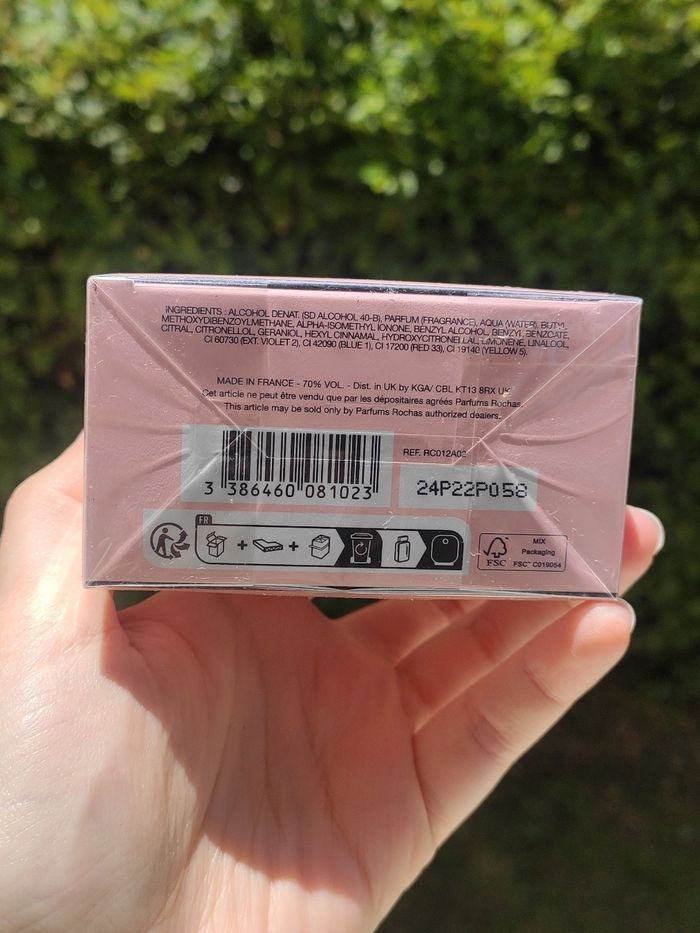 INGREDIENTS : ALCOHOL DENAT. (SD ALCOHOL 40-B), PARFUM (FRAGRANCE), AQUA (WATER), BUTYL
METHOXYDIBENZOYLMETHANE, ALPHA-ISOMETHYL IONONE, BENZYL ALCOHOL, BENZYL BENZOATE,
CITRAL, CITRONELLOL, GERANIOL, HEXYL CINNAMAL, HYDROXYCITRONELLAL, LIMONENE, LINALOOL,
CI 60730 (EXT. VIOLET 2), CI 42090 (BLUE 1), CI 17200 (RED 33), CI 19140 (YELLOW 5).
MADE IN FRANCE - 70% VOL. - Dist. in UK by KGA/ CBL KT13 8RX UK
Cet article ne peut être vendu que par les dépositaires agréés Parfums Rochas.
This article may be sold only by Parfums Rochas authorized dealers.
REF. RC012A02
3 386460 081023
24P22P058
FR
MIX
Packaging
FSC
FSC™ C019054